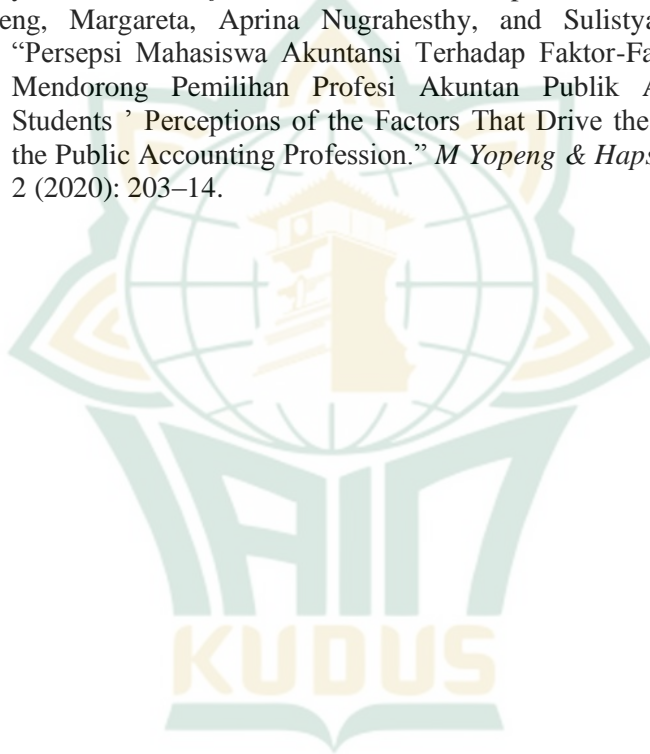 eng, Margareta, Aprina Nugrahesthy, and Sulistya
“Persepsi Mahasiswa Akuntansi Terhadap Faktor-Fa
Mendorong Pemilihan Profesi Akuntan Publik A
Students ’ Perceptions of the Factors That Drive the
the Public Accounting Profession.” M Yopeng & Haps
2 (2020): 203–14.
IAIN
KUDUS